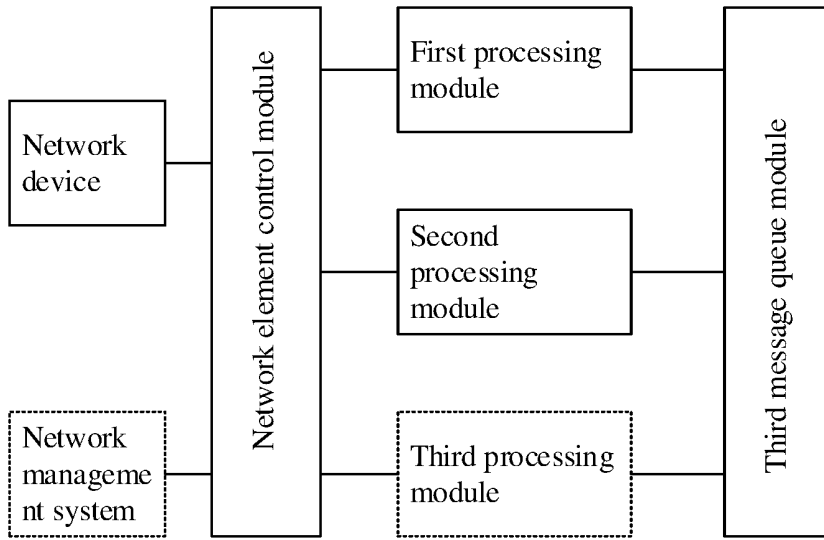 Network
device
Network
manageme
nt system
Network element control module
First processing
module
Second
processing
module
Third processing
module
Third message queue module